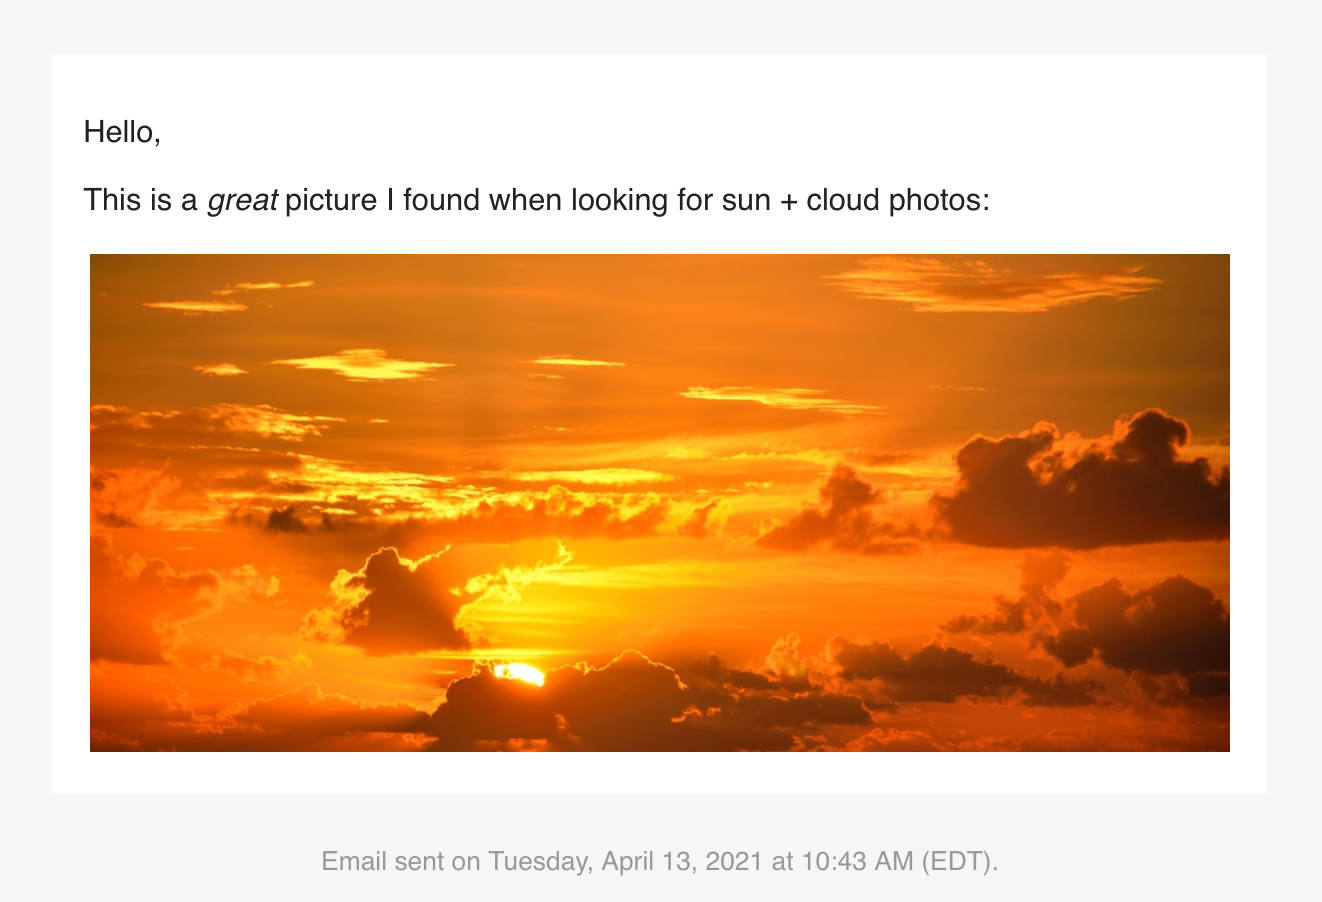 Hello,
This is a great picture I found when looking for sun + cloud photos:
Email sent on Tuesday, April 13, 2021 at 10:43 AM (EDT).